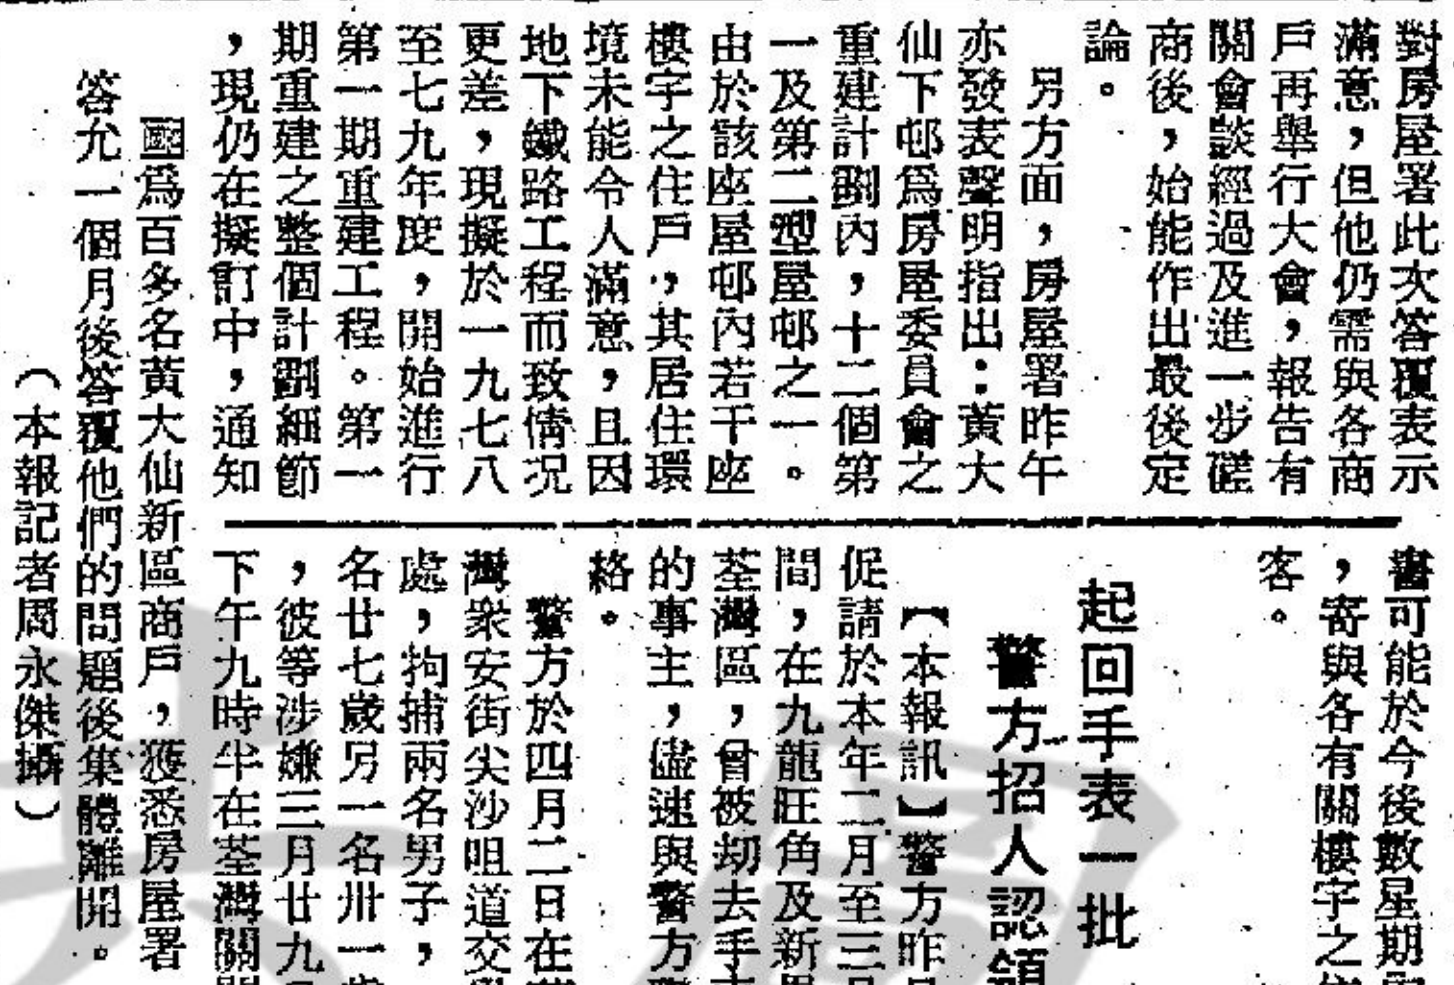 對房屋署此次答覆表示
滿意，但他仍需與各商
戶再舉行大會，報告有
關會談經過及進一步磋
商後，始能作出最後定
論。
另方面，房屋署昨午
亦發表聲明指出：黃大
仙下邨爲房屋委員會之
重建計劃內，十二個第
一及第二型屋邨之一。
由於該座屋邨內若干座
樓宇之住戶，其居住環
境未能令人滿意，且因
地下鐵路工程而致情况
更差，現擬於一九七八
至七九年度，開始進行
第一期重建工程。第一
期重建之整個計劃細節
，現仍在擬訂中，通知
書可能於今後數星期
，寄與各有關樓宇之
客。
起回手表一批
警方招人認領
【本報訊】警方昨
促請於本年二月至三
間，在九龍旺角及新
荃灣區，曾被刧去手
的事主，儘速與警方
絡。
警方於四月二日在
灣衆安街尖沙咀道交
處，拘捕兩名男子，
名廿七歲另一名卅一
，彼等涉嫌三月廿九
下午九時半在荃灣關
圖爲百多名黃大仙新區商戶，獲悉房屋署
答允一個月後答覆他們的問題後集體離開。
（本報記者周永傑攝）